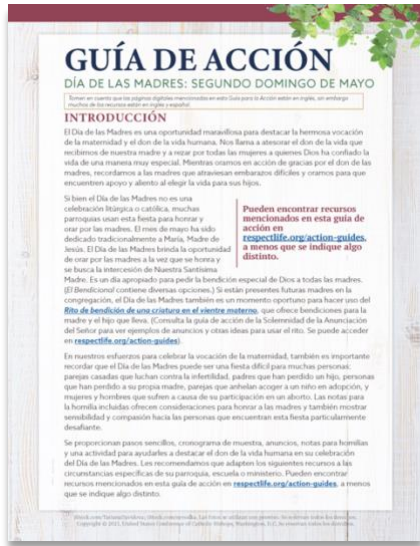 GUÍA DE ACCIÓN
DÍA DE LAS MADRES: SEGUNDO DOMINGO DE MAYO
Tomen en cuenta que las páginas digitales mencionadas en esta Guía para la Acción están en inglés, sin embargo
muchos de los recursos están en inglés y español.
INTRODUCCIÓN
El Día de las Madres es una oportunidad maravillosa para destacar la hermosa vocación
de la maternidad y el don de la vida humana. Nos llama a atesorar el don de la vida que
recibimos de nuestra madre y a rezar por todas las mujeres a quienes Dios ha confiado la
vida de una manera muy especial. Mientras oramos en acción de gracias por el don de las
madres, recordamos a las madres que atraviesan embarazos difíciles y oramos para que
encuentren apoyo y aliento al elegir la vida para sus hijos.
Si bien el Día de las Madres no es una
celebración litúrgica o católica, muchas
parroquias usan esta fiesta para honrar y
orar por las madres. El mes de mayo ha sido
dedicado tradicionalmente a María, Madre de
Jesús. El Día de las Madres brinda la oportunidad
de orar por las madres a la vez que se honra y
se busca la intercesión de Nuestra Santísima
Madre. Es un día apropiado para pedir la bendición especial de Dios a todas las madres.
(El Bendicional contiene diversas opciones.) Si están presentes futuras madres en la
congregación, el Día de las Madres también es un momento oportuno para hacer uso del
Rito de bendición de una criatura en el vientre materno, que ofrece bendiciones para la
madre y el hijo que lleva. (Consulta la guía de acción de la Solemnidad de la Anunciación
del Señor para ver ejemplos de anuncios y otras ideas para usar el rito. Se puede acceder
en respectlife.org/action-guides).
Pueden encontrar recursos
mencionados en esta guía de
acción en
respectlife.org/action-guides,
a menos que se indique algo
distinto.
En nuestros esfuerzos para celebrar la vocación de la maternidad, también es importante
recordar que el Día de las Madres puede ser una fiesta difícil para muchas personas:
parejas casadas que luchan contra la infertilidad, padres que han perdido un hijo, personas
que han perdido a su propia madre, parejas que anhelan acoger a un niño en adopción, y
mujeres y hombres que sufren a causa de su participación en un aborto. Las notas para
la homilía incluidas ofrecen consideraciones para honrar a las madres y también mostrar
sensibilidad y compasión hacia las personas que encuentran esta fiesta particularmente
desafiante.
Se proporcionan pasos sencillos, cronograma de muestra, anuncios, notas para homilías
y una actividad para ayudarles a destacar el don de la vida humana en su celebración
del Día de las Madres. Les recomendamos que adapten los siguientes recursos a las
circunstancias específicas de su parroquia, escuela o ministerio. Pueden encontrar
recursos mencionados en esta guía de acción en respectlife.org/action-guides, a menos
que se indique algo distinto.
Copyright © 2021, United States Conference of Catholic Bishops, Washington, D.C. Se reservan todos los derechos.